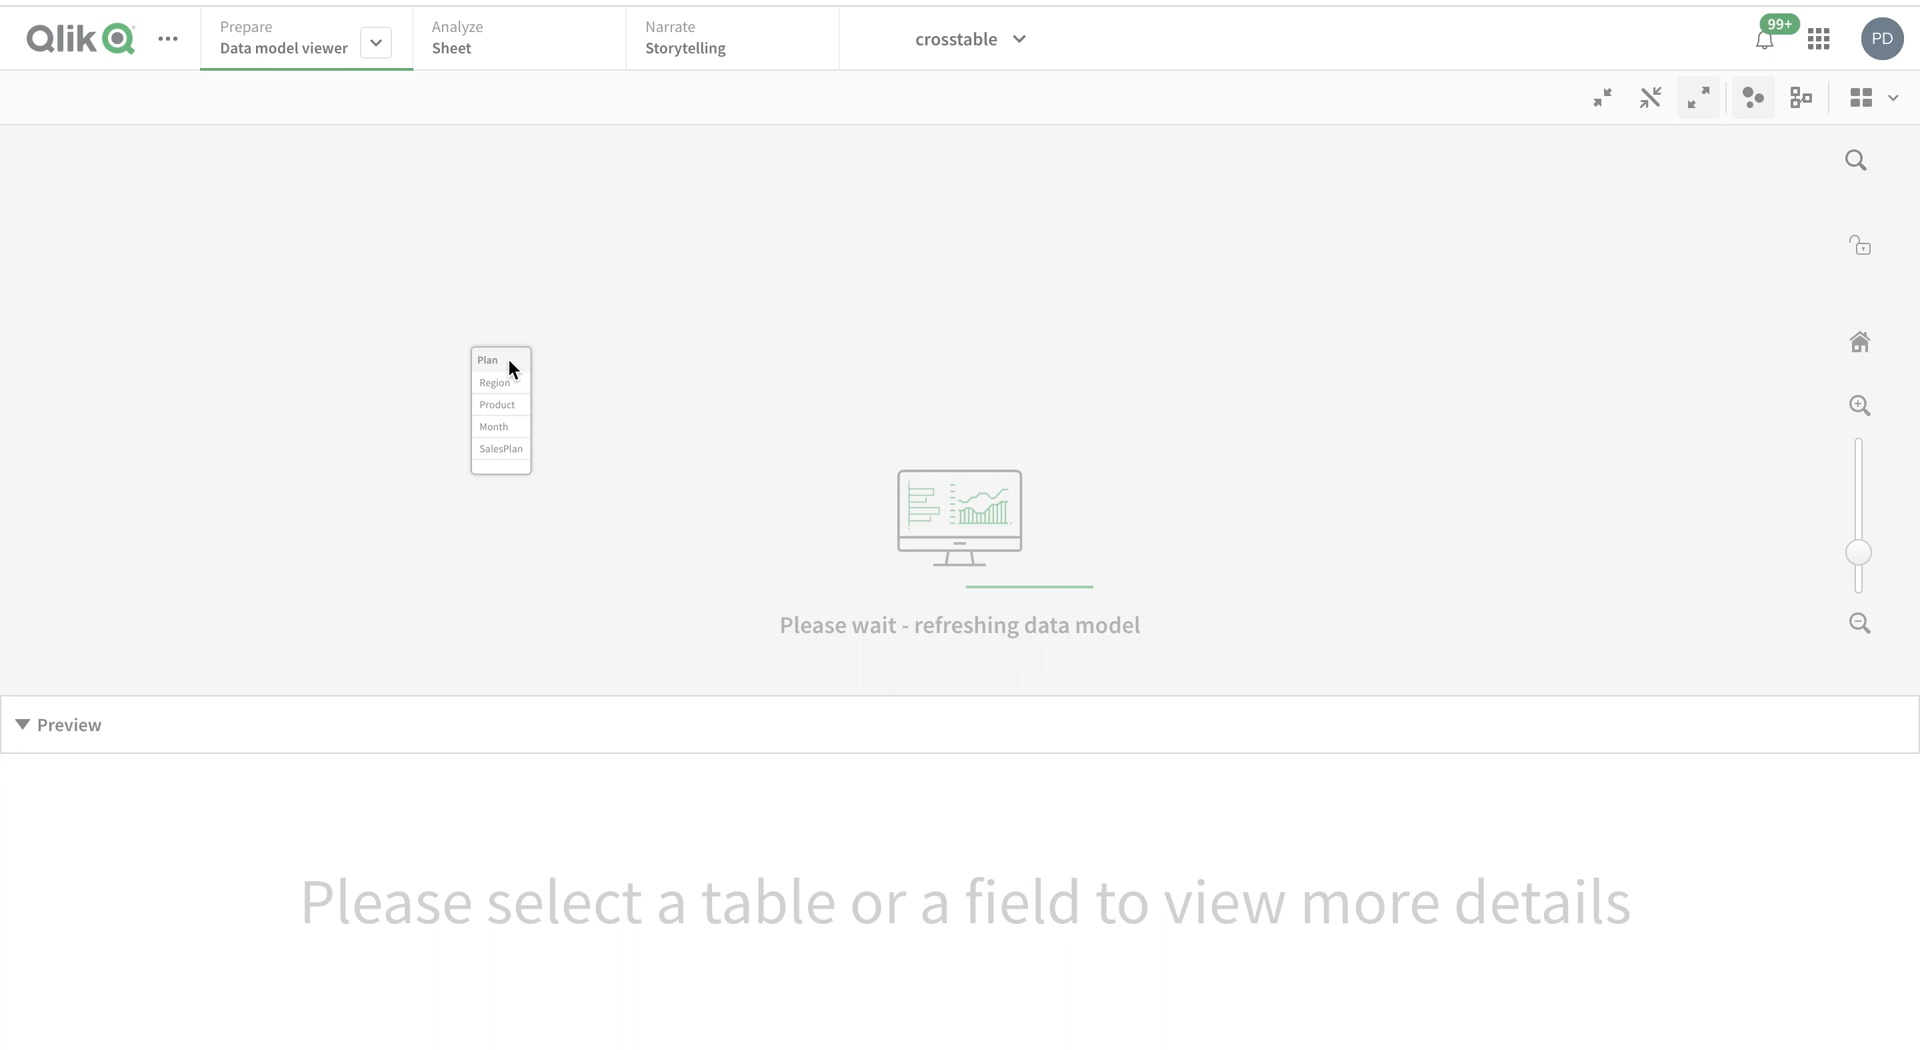 Qlik
Prepare
Data model viewer
Analyze
Sheet
Narrate
Storytelling
crosstable
99+
PD
Plan
Region
Product
Month
SalesPlan
Please wait - refreshing data model
Preview
Please select a table or a field to view more details